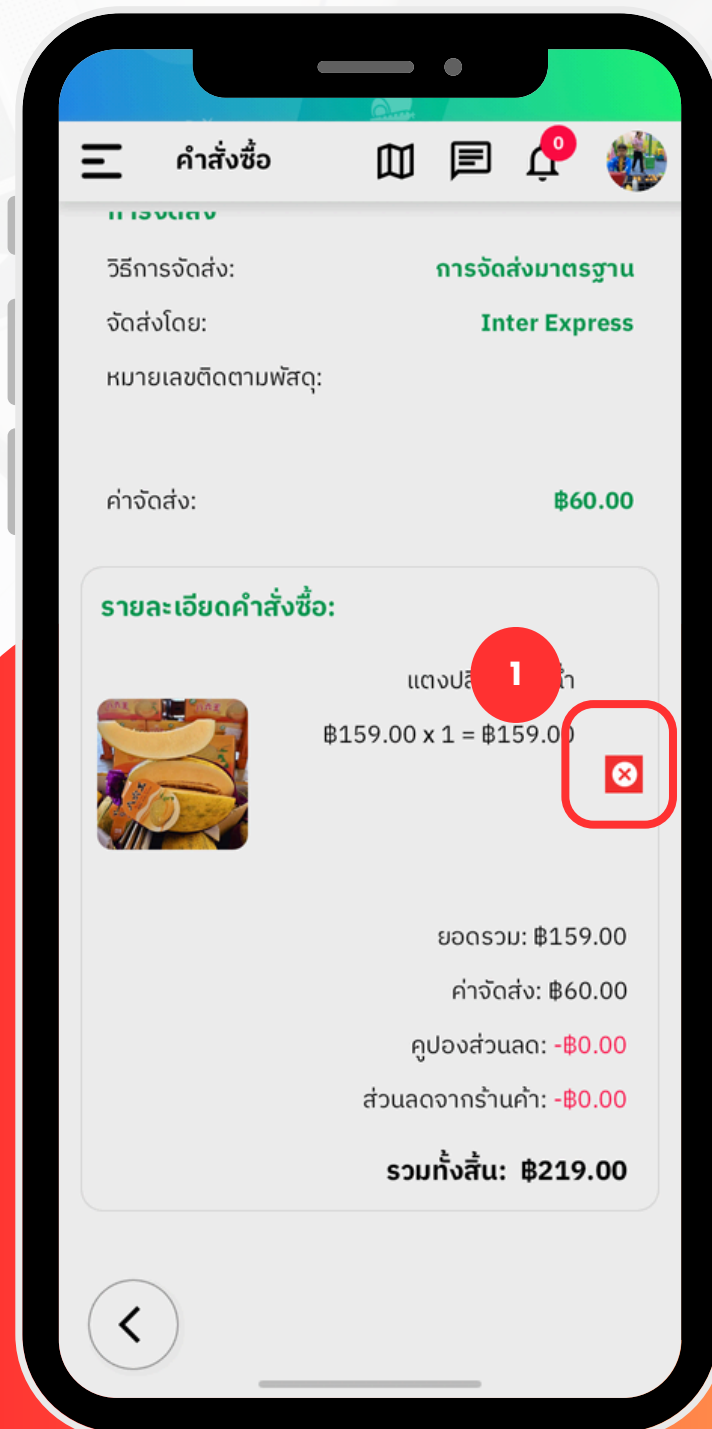 คำสั่งซื้อ
0
การจัดส่ง
วิธีการจัดส่ง: การจัดส่งมาตรฐาน
จัดส่งโดย: Inter Express
หมายเลขติดตามพัสดุ:
ค่าจัดส่ง: ฿60.00
รายละเอียดคำสั่งซื้อ:
1
฿159.00 x 1 = ฿159.00
ยอดรวม: ฿159.00
ค่าจัดส่ง: ฿60.00
คูปองส่วนลด: -฿0.00
ส่วนลดจากร้านค้า: -฿0.00
รวมทั้งสิ้น: ฿219.00